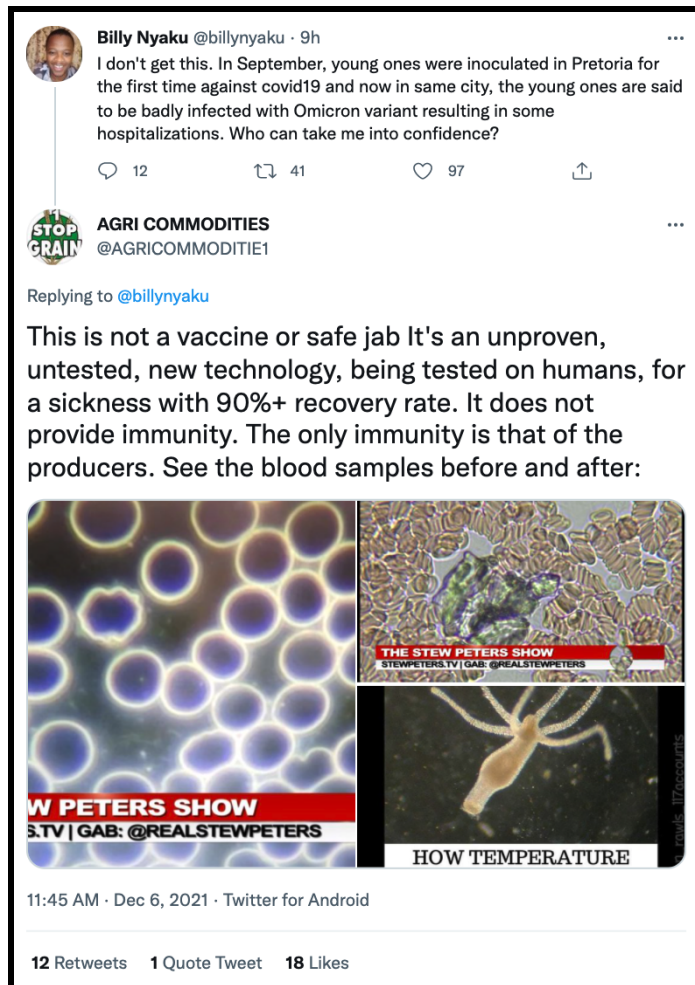 Billy Nyaku @billynyaku · 9h
I don't get this. In September, young ones were inoculated in Pretoria for
the first time against covid19 and now in same city, the young ones are said
to be badly infected with Omicron variant resulting in some
hospitalizations. Who can take me into confidence?
12 41 97
1
STOP
GRAIN
AGRI COMMODITIES
@AGRICOMMODITIE1
Replying to @billynyaku
This is not a vaccine or safe jab It's an unproven,
untested, new technology, being tested on humans, for
a sickness with 90%+ recovery rate. It does not
provide immunity. The only immunity is that of the
producers. See the blood samples before and after:
W PETERS SHOW
S.TV | GAB: @REALSTEWPETERS
THE STEW PETERS SHOW
STEWPETERS.TV | GAB: @REALSTEWPETERS
HOW TEMPERATURE
rawls_117accounts
11:45 AM · Dec 6, 2021 · Twitter for Android
12 Retweets 1 Quote Tweet 18 Likes